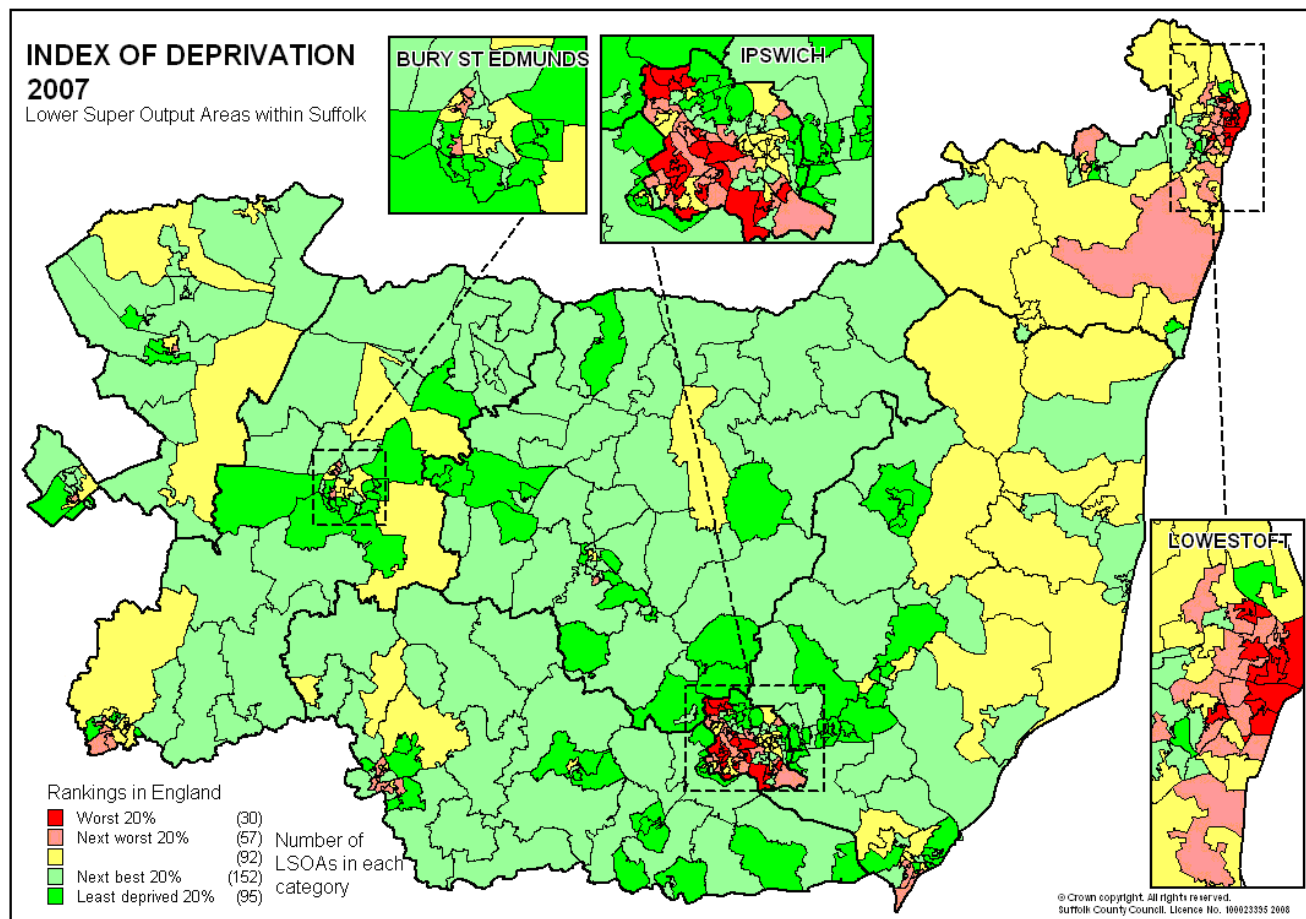 INDEX OF DEPRIVATION
2007
Lower Super Output Areas within Suffolk
BURY ST EDMUNDS
IPSWICH
LOWESTOFT
Rankings in England
Worst 20% (30)
Next worst 20% (57)
(92)
Next best 20% (152)
Least deprived 20% (95)
Number of
LSOAs in each
category
© Crown copyright. All rights reserved.
Suffolk County Council. Licence No. 100023395 2008